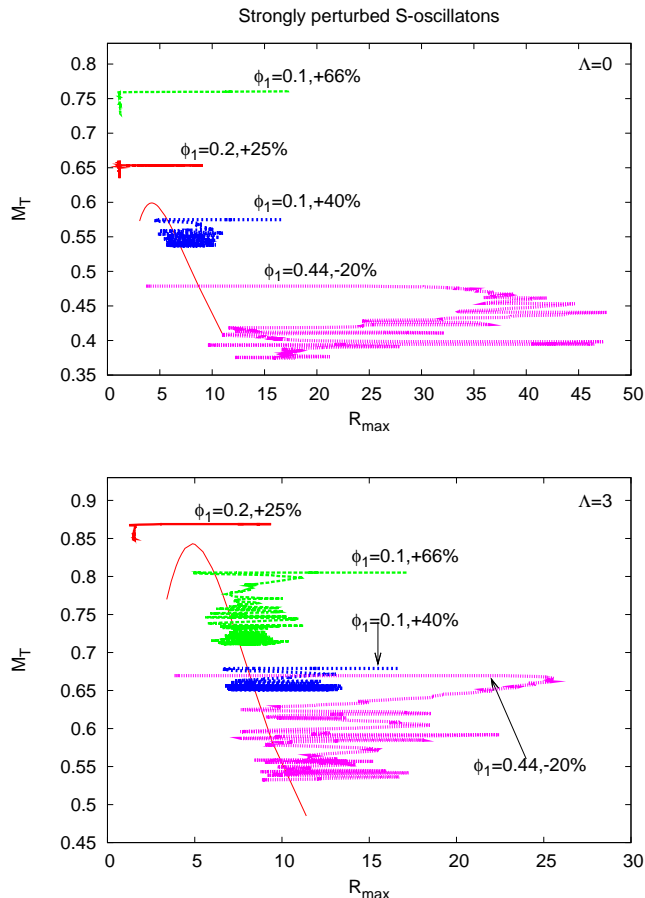 Strongly perturbed S-oscillatons
0.8
0.75
0.7
0.65
0.6
0.55
0.5
0.45
0.4
0.35
M_T
ϕ₁=0.1,+66%
Λ=0
ϕ₁=0.2,+25%
ϕ₁=0.1,+40%
ϕ₁=0.44,-20%
0 5 10 15 20 25 30 35 40 45 50
R_max
0.9
0.85
0.8
0.75
0.7
0.65
0.6
0.55
0.5
0.45
M_T
ϕ₁=0.2,+25%
Λ=3
ϕ₁=0.1,+66%
ϕ₁=0.1,+40%
ϕ₁=0.44,-20%
0 5 10 15 20 25 30
R_max